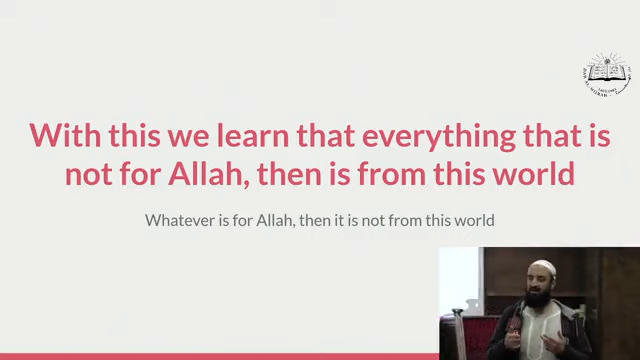 With this we learn that everything that is
not for Allah, then is from this world
Whatever is for Allah, then it is not from this world